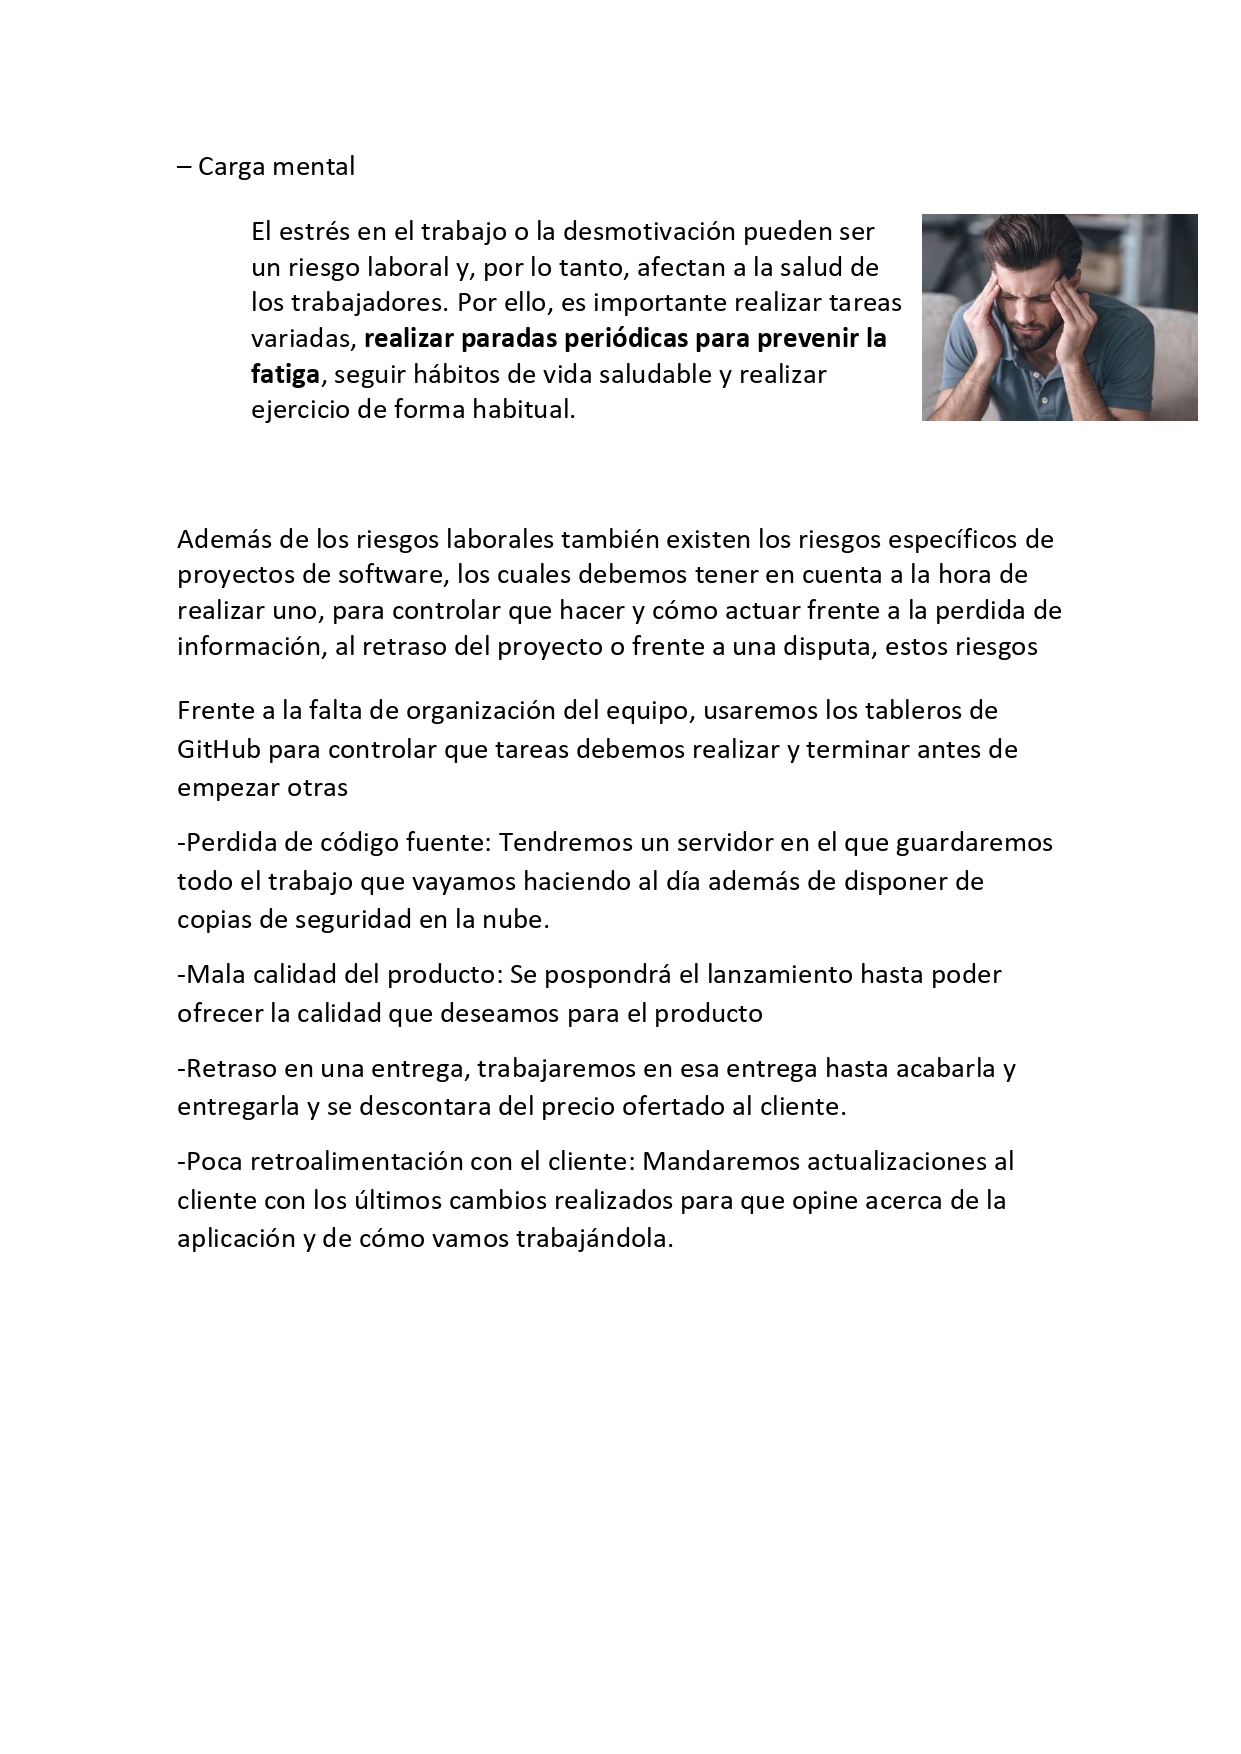 – Carga mental
El estrés en el trabajo o la desmotivación pueden ser
un riesgo laboral y, por lo tanto, afectan a la salud de
los trabajadores. Por ello, es importante realizar tareas
variadas, realizar paradas periódicas para prevenir la
fatiga, seguir hábitos de vida saludable y realizar
ejercicio de forma habitual.
Además de los riesgos laborales también existen los riesgos específicos de
proyectos de software, los cuales debemos tener en cuenta a la hora de
realizar uno, para controlar que hacer y cómo actuar frente a la perdida de
información, al retraso del proyecto o frente a una disputa, estos riesgos
Frente a la falta de organización del equipo, usaremos los tableros de
GitHub para controlar que tareas debemos realizar y terminar antes de
empezar otras
-Perdida de código fuente: Tendremos un servidor en el que guardaremos
todo el trabajo que vayamos haciendo al día además de disponer de
copias de seguridad en la nube.
-Mala calidad del producto: Se pospondrá el lanzamiento hasta poder
ofrecer la calidad que deseamos para el producto
-Retraso en una entrega, trabajaremos en esa entrega hasta acabarla y
entregarla y se descontara del precio ofertado al cliente.
-Poca retroalimentación con el cliente: Mandaremos actualizaciones al
cliente con los últimos cambios realizados para que opine acerca de la
aplicación y de cómo vamos trabajándola.